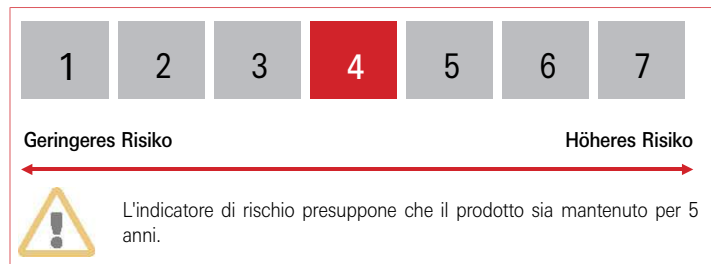 1 2 3 4 5 6 7
Geringeres Risiko Höheres Risiko
L'indicatore di rischio presuppone che il prodotto sia mantenuto per 5
anni.